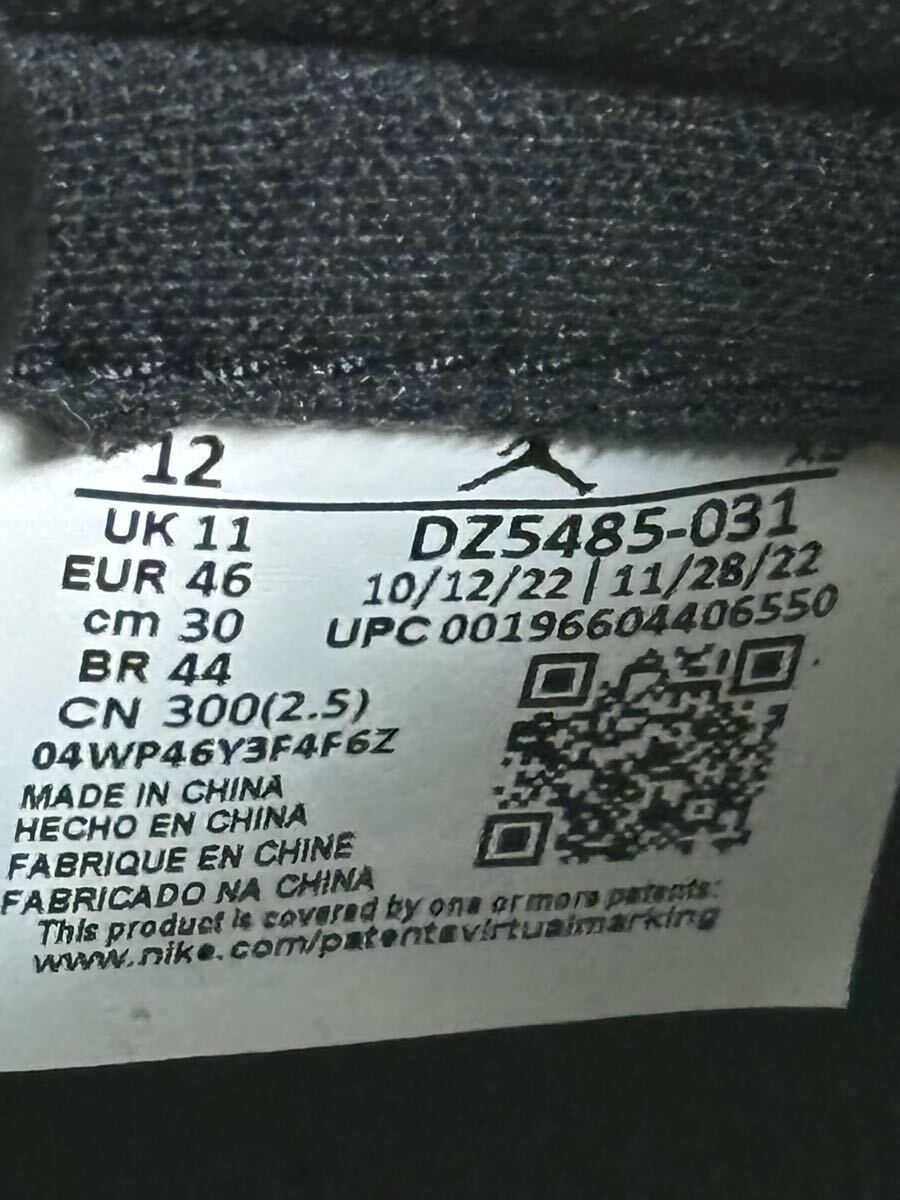 12
UK 11
EUR 46
cm 30
BR 44
CN 300(2.5)
04WP46Y3F4F6Z
DZ5485-031
10/12/22 | 11/28/22
UPC 00196604406550
MADE IN CHINA
HECHO EN CHINA
FABRIQUE EN CHINE
FABRICADO NA CHINA
This product is covered by one or more patents:
www.nike.com/patentsvirtualmarking